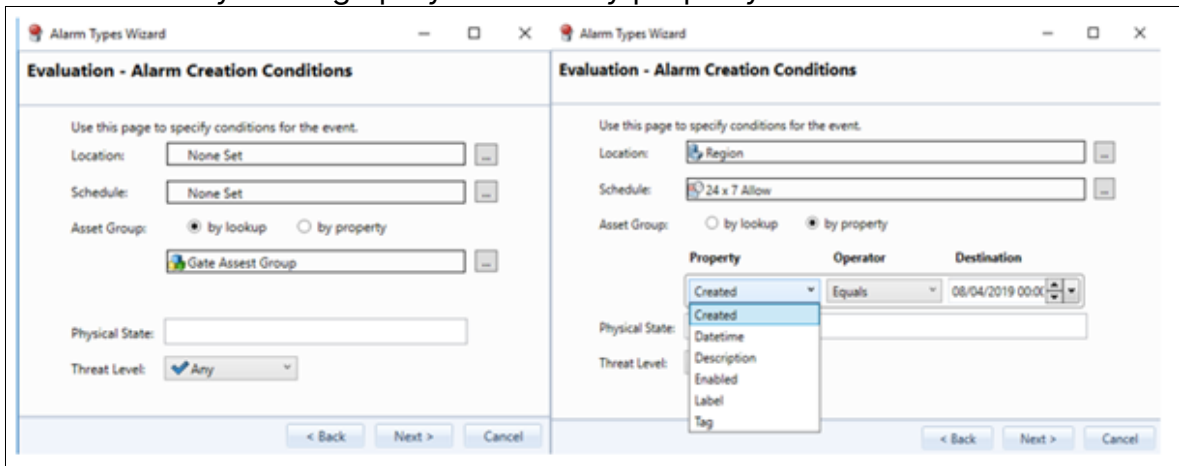 Alarm Types Wizard
Evaluation - Alarm Creation Conditions
Use this page to specify conditions for the event.
Location: None Set ...
Schedule: None Set ...
Asset Group: by lookup by property
Gate Assest Group ...
Physical State:
Threat Level: Any
< Back Next > Cancel
Alarm Types Wizard
Evaluation - Alarm Creation Conditions
Use this page to specify conditions for the event.
Location: Region ...
Schedule: 24 x 7 Allow ...
Asset Group: by lookup by property
Property Operator Destination
Created Equals 08/04/2019 00:00
Created
Physical State:
Datetime
Description
Threat Level:
Enabled
Label
Tag
< Back Next > Cancel